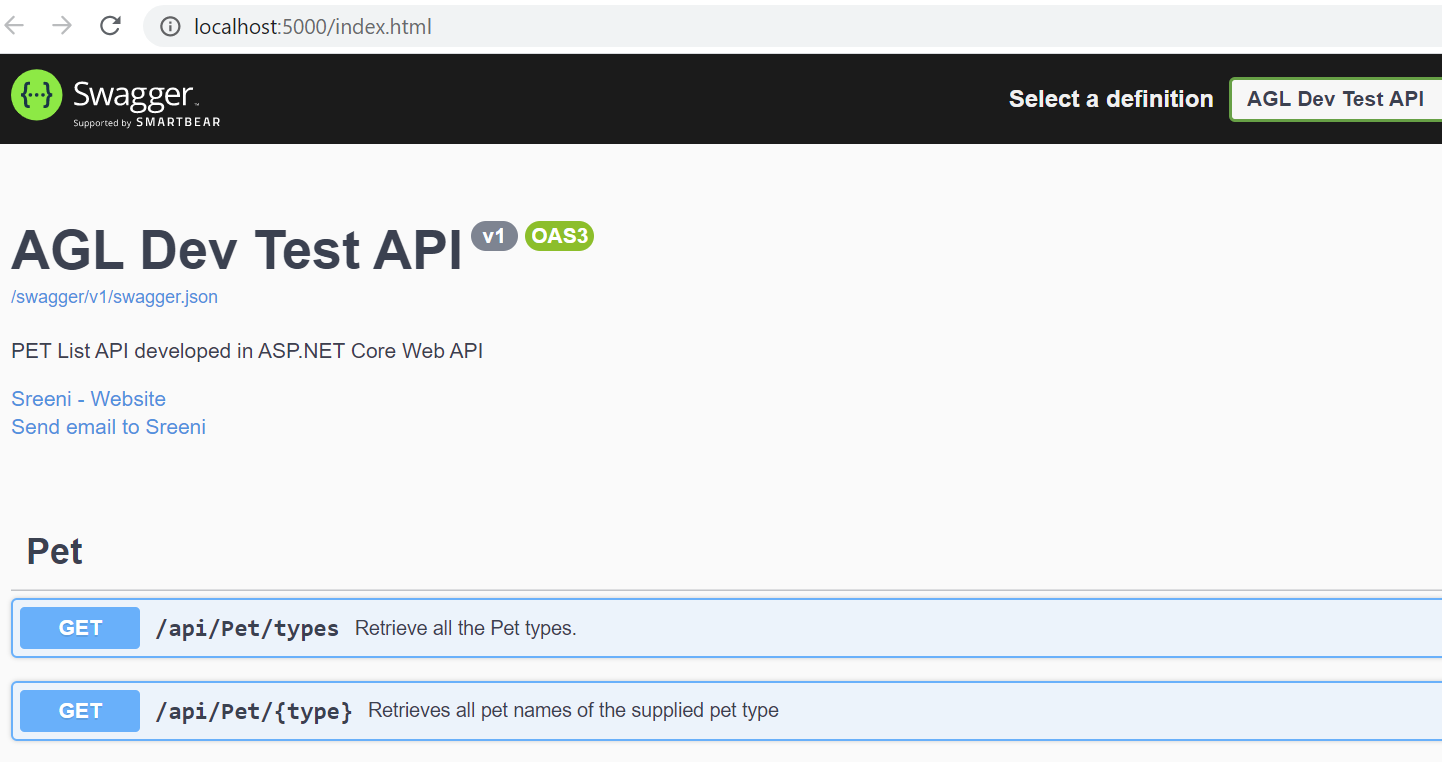 localhost:5000/index.html
{...} Swagger™
Supported by SMARTBEAR
Select a definition AGL Dev Test API
AGL Dev Test API v1 OAS3
/swagger/v1/swagger.json
PET List API developed in ASP.NET Core Web API
Sreeni - Website
Send email to Sreeni
Pet
GET /api/Pet/types Retrieve all the Pet types.
GET /api/Pet/{type} Retrieves all pet names of the supplied pet type